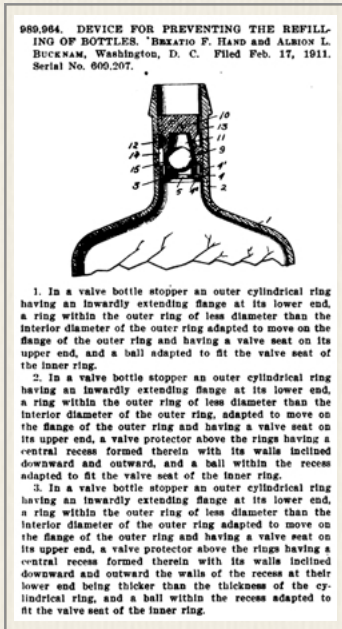 989,964. DEVICE FOR PREVENTING THE REFILL-
ING OF BOTTLES. BEXATIO F. HAND and ALBION L.
BUCKNAM, Washington, D. C. Filed Feb. 17, 1911.
Serial No. 609,207.
10
13
12
11
14
9
15
4'
4
3
5
4''
2
1
1. In a valve bottle stopper an outer cylindrical ring
having an inwardly extending flange at its lower end,
a ring within the outer ring of less diameter than the
interior diameter of the outer ring adapted to move on the
flange of the outer ring and having a valve seat on its
upper end, and a ball adapted to fit the valve seat of
the inner ring.
2. In a valve bottle stopper an outer cylindrical ring
having an inwardly extending flange at its lower end,
a ring within the outer ring of less diameter than the
interior diameter of the outer ring, adapted to move on
the flange of the outer ring and having a valve seat on
its upper end, a valve protector above the rings having a
central recess formed therein with its walls inclined
downward and outward, and a ball within the recess
adapted to fit the valve seat of the inner ring.
3. In a valve bottle stopper an outer cylindrical ring
having an inwardly extending flange at its lower end,
a ring within the outer ring of less diameter than the
interior diameter of the outer ring adapted to move on
the flange of the outer ring and having a valve seat on
its upper end, a valve protector above the rings having a
central recess formed therein with its walls inclined
downward and outward the walls of the recess at their
lower end being thicker than the thickness of the cy-
lindrical ring, and a ball within the recess adapted to
fit the valve seat of the inner ring.